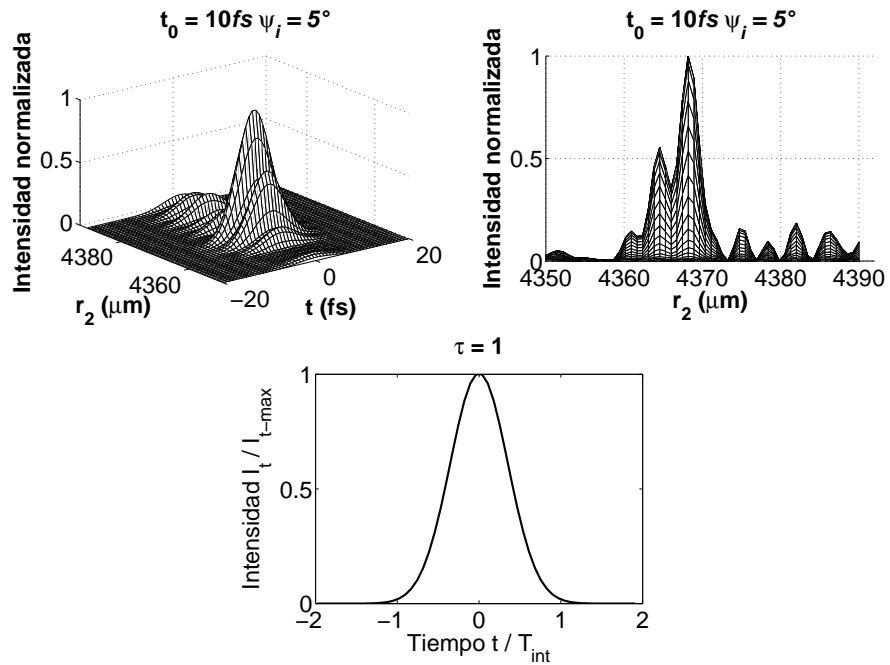 t₀ = 10fs ψᵢ = 5°
Intensidad normalizada
1
0.5
0
4380
4360
r₂ (μm)
−20
0
20
t (fs)
t₀ = 10fs ψᵢ = 5°
Intensidad normalizada
1
0.5
0
4350 4360 4370 4380 4390
r₂ (μm)
τ = 1
Intensidad Iₜ / Iₜ₋ₘₐₓ
1
0.5
0
−2 −1 0 1 2
Tiempo t / T_int